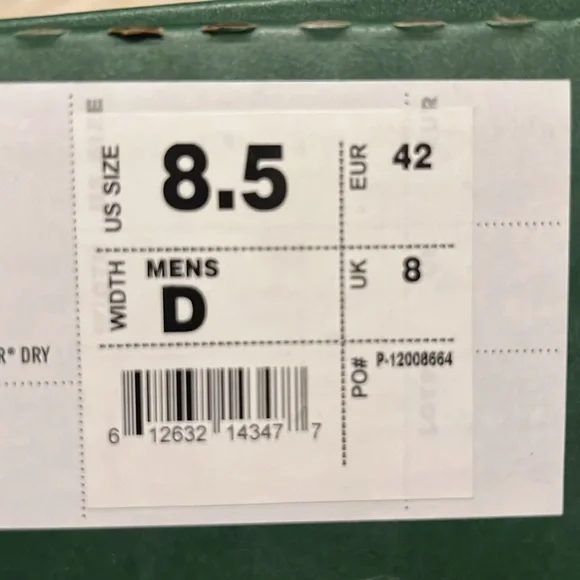 US SIZE
8.5
EUR
42
WIDTH
MENS
D
UK
8
R® DRY
PO#
P-12008664
6 12632 14347 7